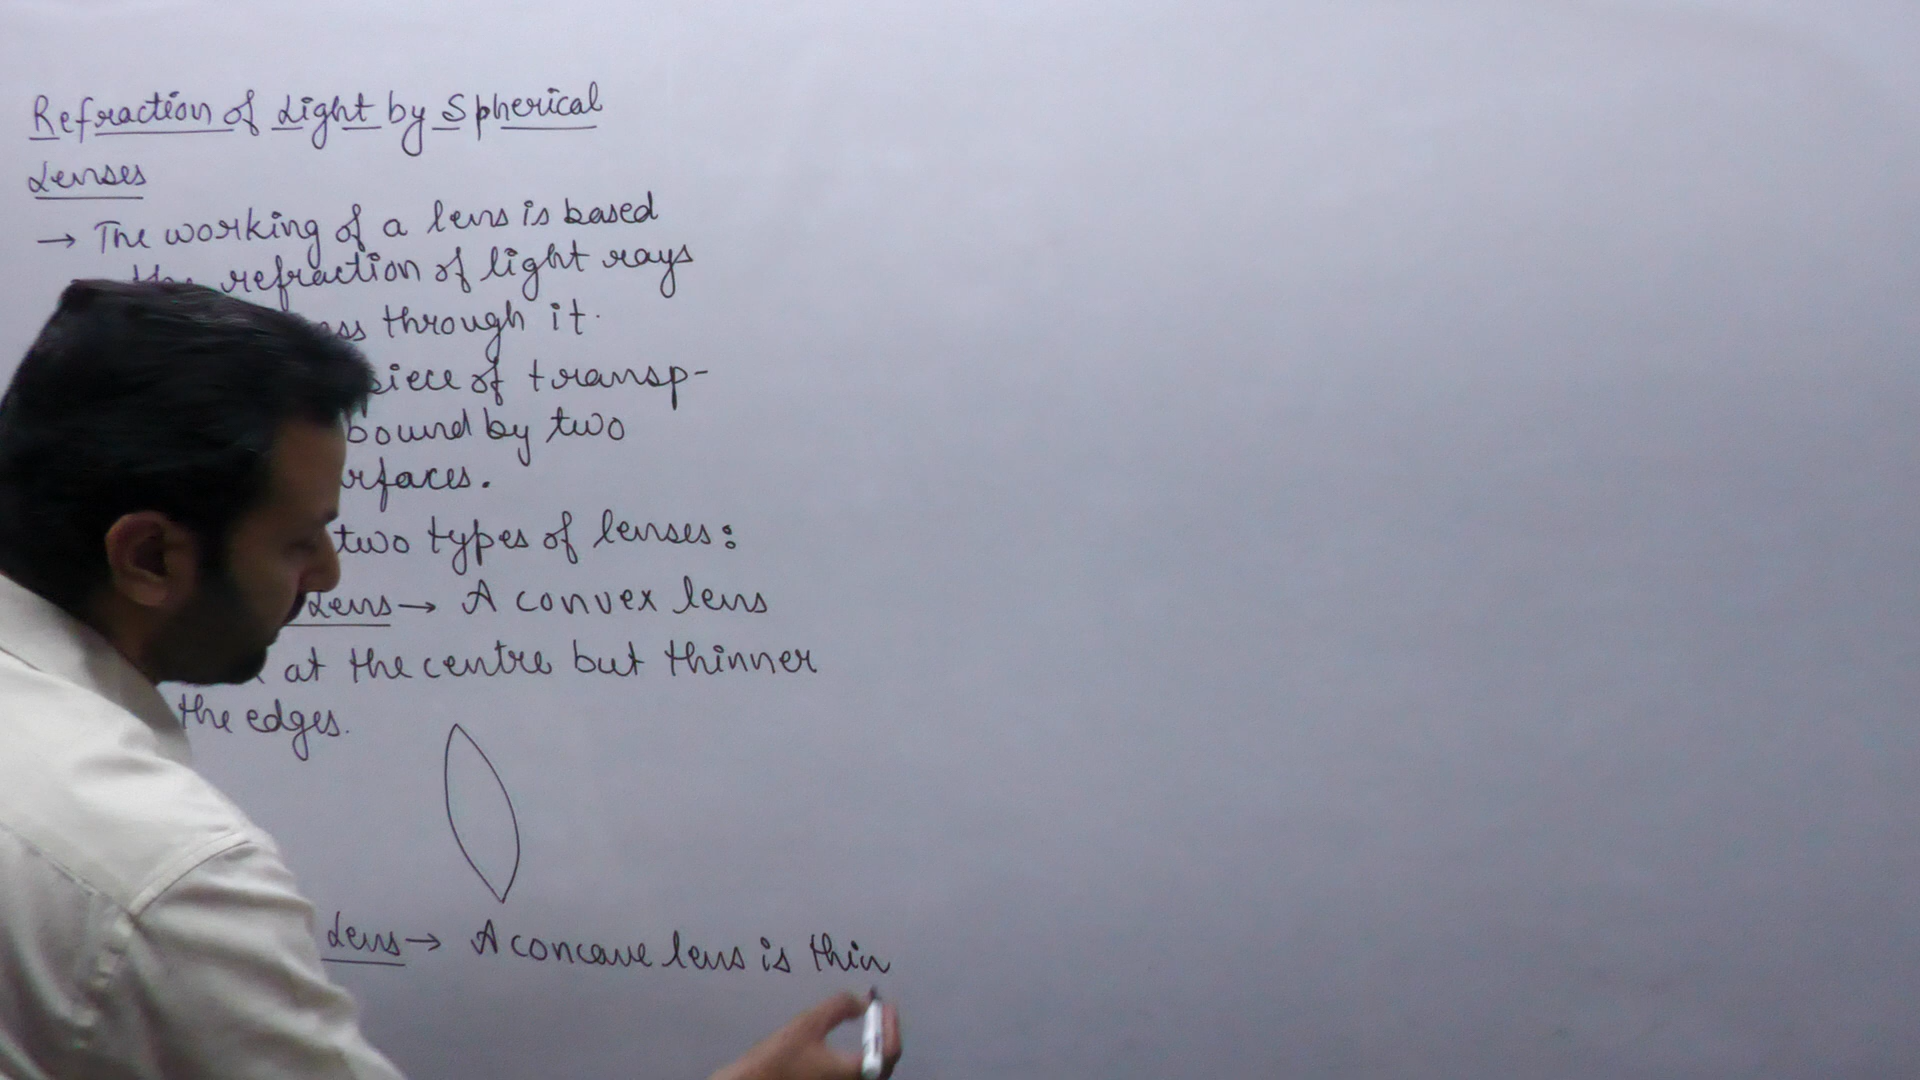 Refraction of Light by Spherical
Lenses
→ The working of a lens is based
the refraction of light rays
through it.
piece of transp-
bound by two
two types of lenses:
Lens → A convex lens
at the centre but thinner
the edges.
Lens → A concave lens is thin